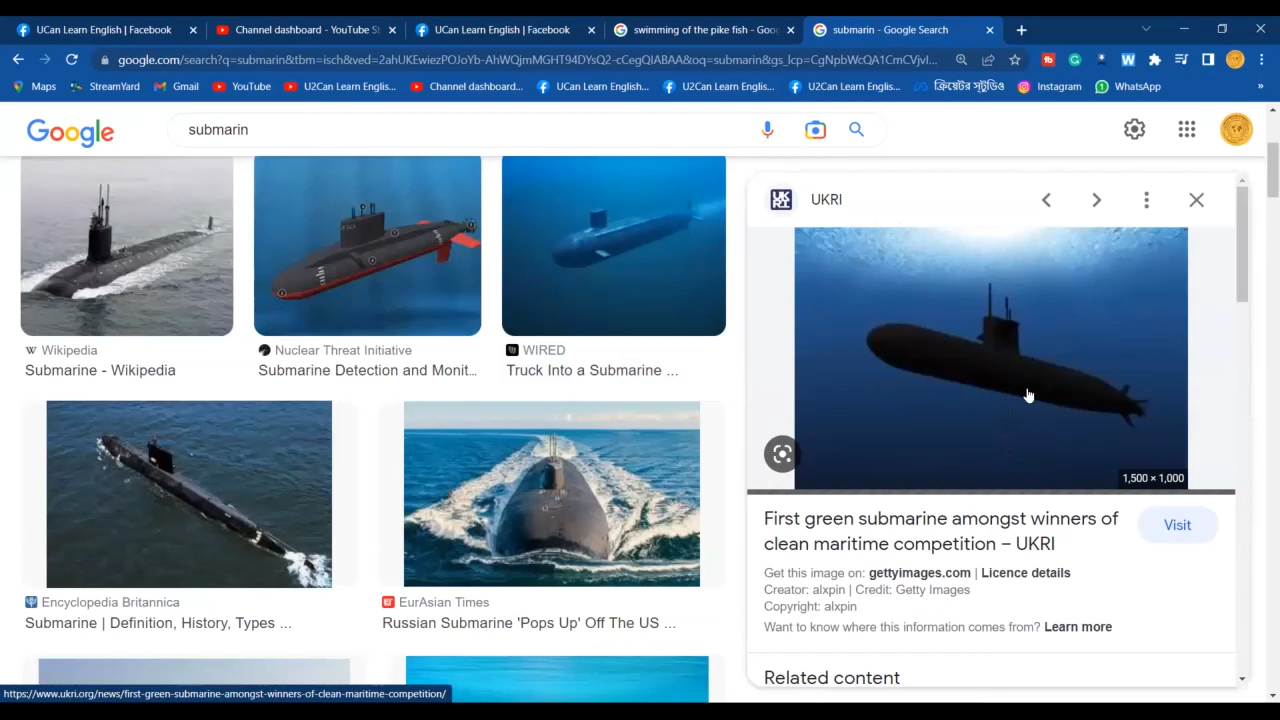 UCan Learn English | Facebook
Channel dashboard - YouTube St
UCan Learn English | Facebook
swimming of the pike fish - Goog
submarin - Google Search
google.com/search?q=submarin&tbm=isch&ved=2ahUKEwiezPOJoYb-AhWQjmMGHT94DYsQ2-cCegQIABAA&oq=submarin&gs_lcp=CgNpbWcQA1CmCVjvI...
Maps
StreamYard
Gmail
YouTube
U2Can Learn Englis...
Channel dashboard...
UCan Learn English...
U2Can Learn Englis...
U2Can Learn Englis...
ক্রিয়েটর স্টুডিও
Instagram
WhatsApp
»
Google
submarin
UKRI
Wikipedia
Submarine - Wikipedia
Nuclear Threat Initiative
Submarine Detection and Monit...
WIRED
Truck Into a Submarine ...
1,500 × 1,000
First green submarine amongst winners of
clean maritime competition – UKRI
Visit
Get this image on: gettyimages.com | Licence details
Creator: alxpin | Credit: Getty Images
Copyright: alxpin
Want to know where this information comes from? Learn more
Encyclopedia Britannica
Submarine | Definition, History, Types ...
EurAsian Times
Russian Submarine 'Pops Up' Off The US ...
Related content
https://www.ukri.org/news/first-green-submarine-amongst-winners-of-clean-maritime-competition/